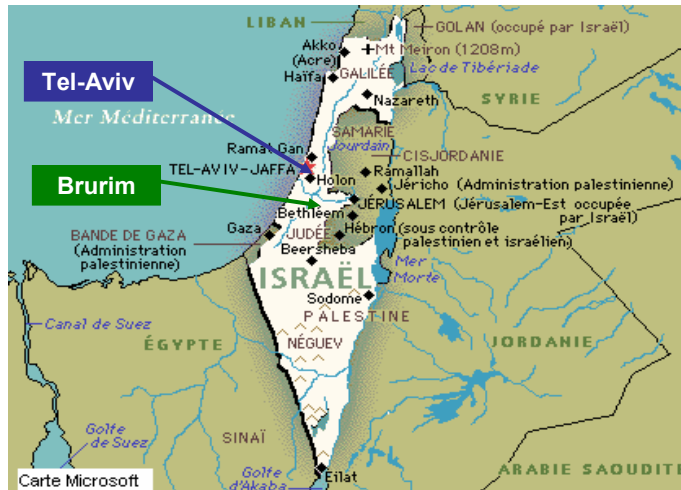 LIBAN
GOLAN (occupé par Israël)
Akko
(Acre)
Mt Meiron (1208m)
Haïfa
GALILÉE
Lac de Tibériade
Tel-Aviv
Nazareth
SYRIE
Mer Méditerranée
SAMARIE
Jourdain
Ramat Gan
CISJORDANIE
TEL-AVIV-JAFFA
Ramallah
Holon
Jéricho (Administration palestinienne)
Brurim
JÉRUSALEM (Jérusalem-Est occupée
par Israël)
Bethléem
Gaza
JUDÉE
Hébron (sous contrôle
palestinien et israélien)
BANDE DE GAZA
(Administration
palestinienne)
Beersheba
Mer
Morte
ISRAËL
Sodome
PALESTINE
Canal de Suez
ÉGYPTE
NÉGUEV
JORDANIE
Golfe
de Suez
SINAÏ
Golfe
d'Akaba
Eilat
ARABIE SAOUDIT
Carte Microsoft